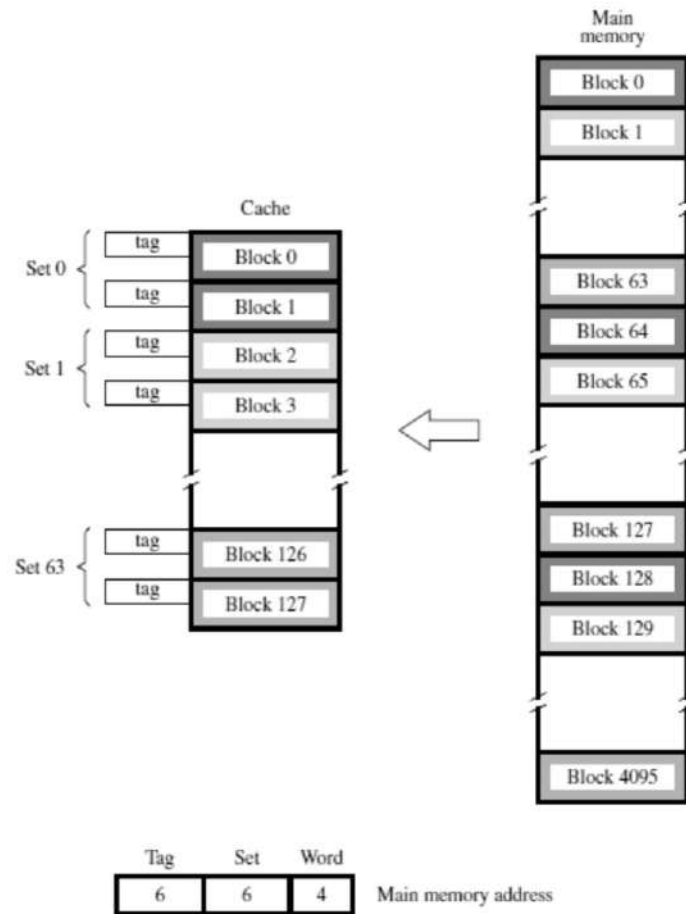 Main
memory
Block 0
Block 1
Block 63
Block 64
Block 65
Block 127
Block 128
Block 129
Block 4095
Cache
Set 0
tag
Block 0
tag
Block 1
Set 1
tag
Block 2
tag
Block 3
Set 63
tag
Block 126
tag
Block 127
Tag Set Word
6 6 4 Main memory address